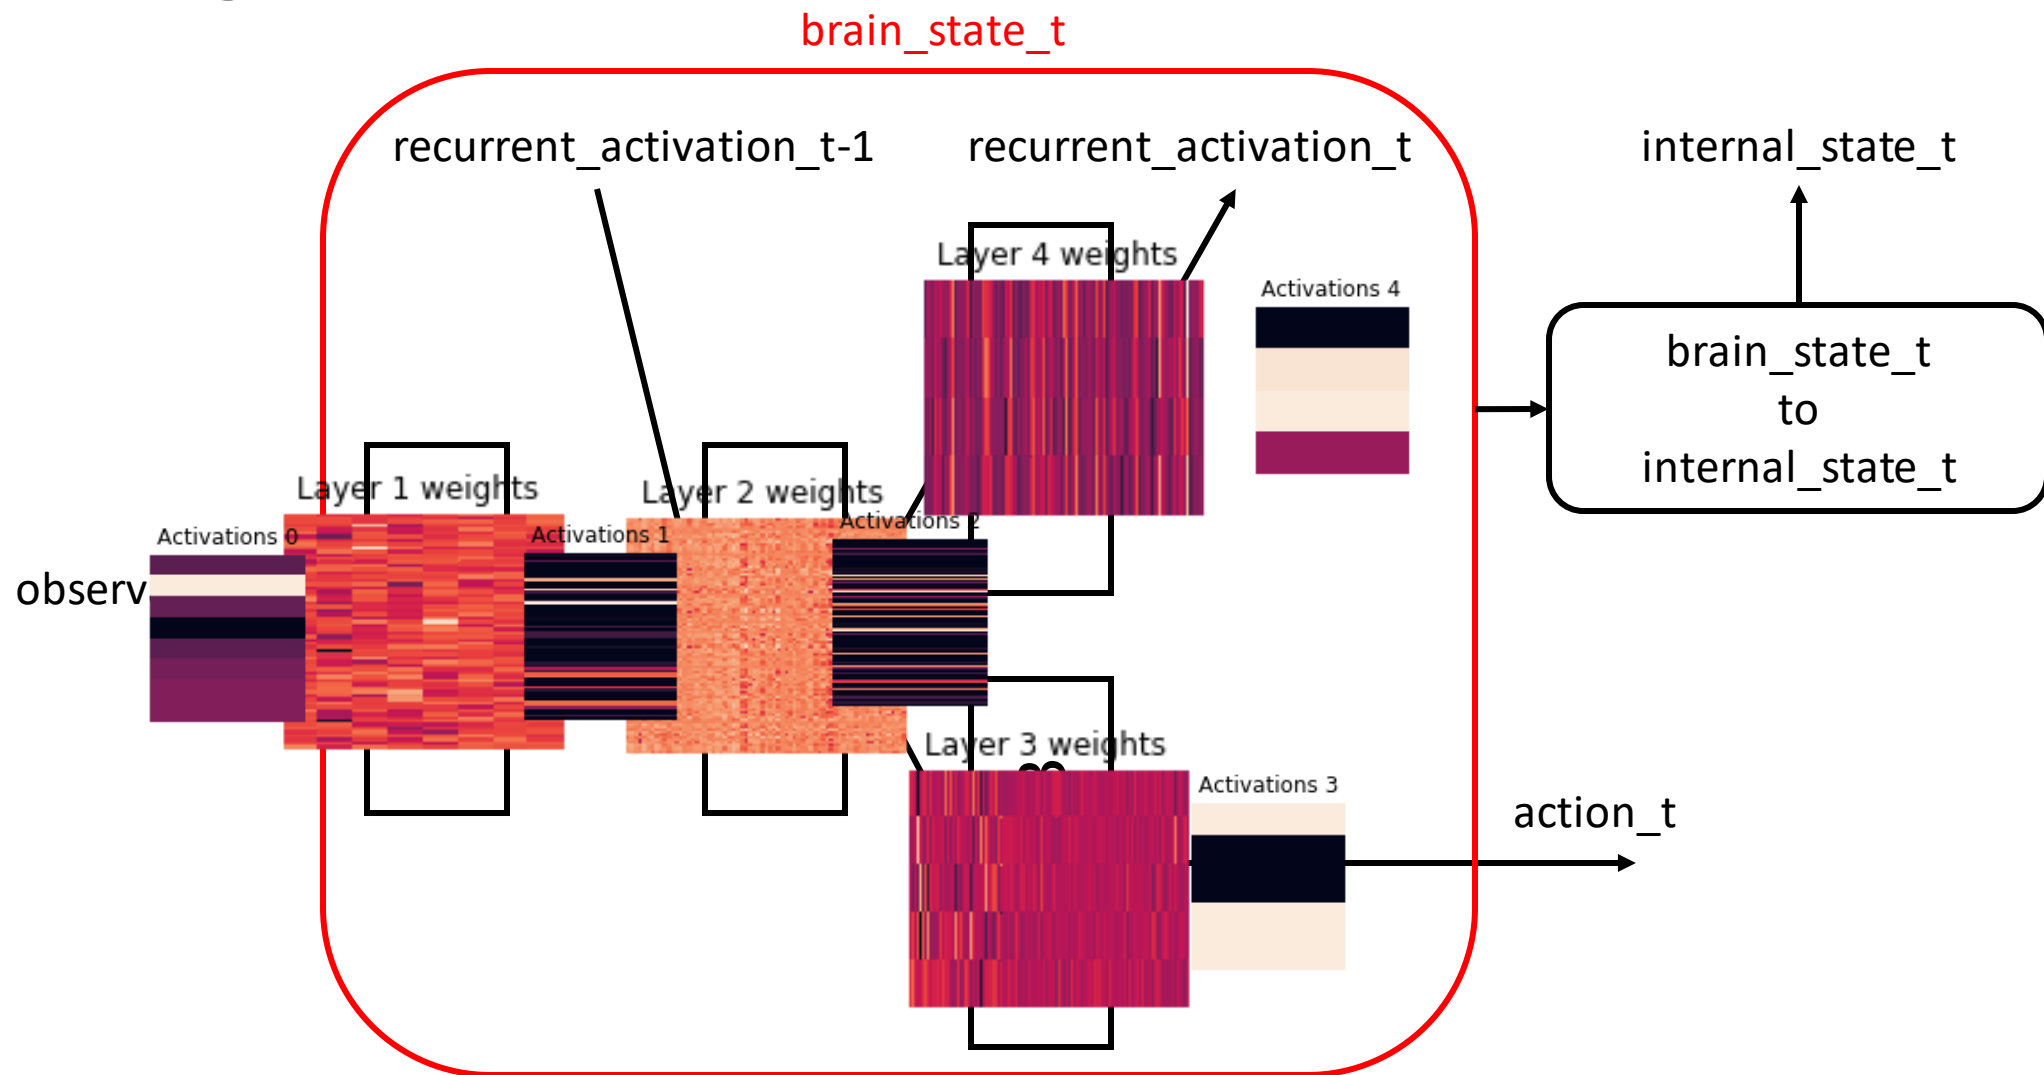 brain_state_t
recurrent_activation_t-1
recurrent_activation_t
internal_state_t
Layer 4 weights
Activations 4
brain_state_t
to
internal_state_t
Layer 1 weights
Layer 2 weights
Activations 0
Activations 1
Activations 2
observ
Layer 3 weights
Activations 3
action_t